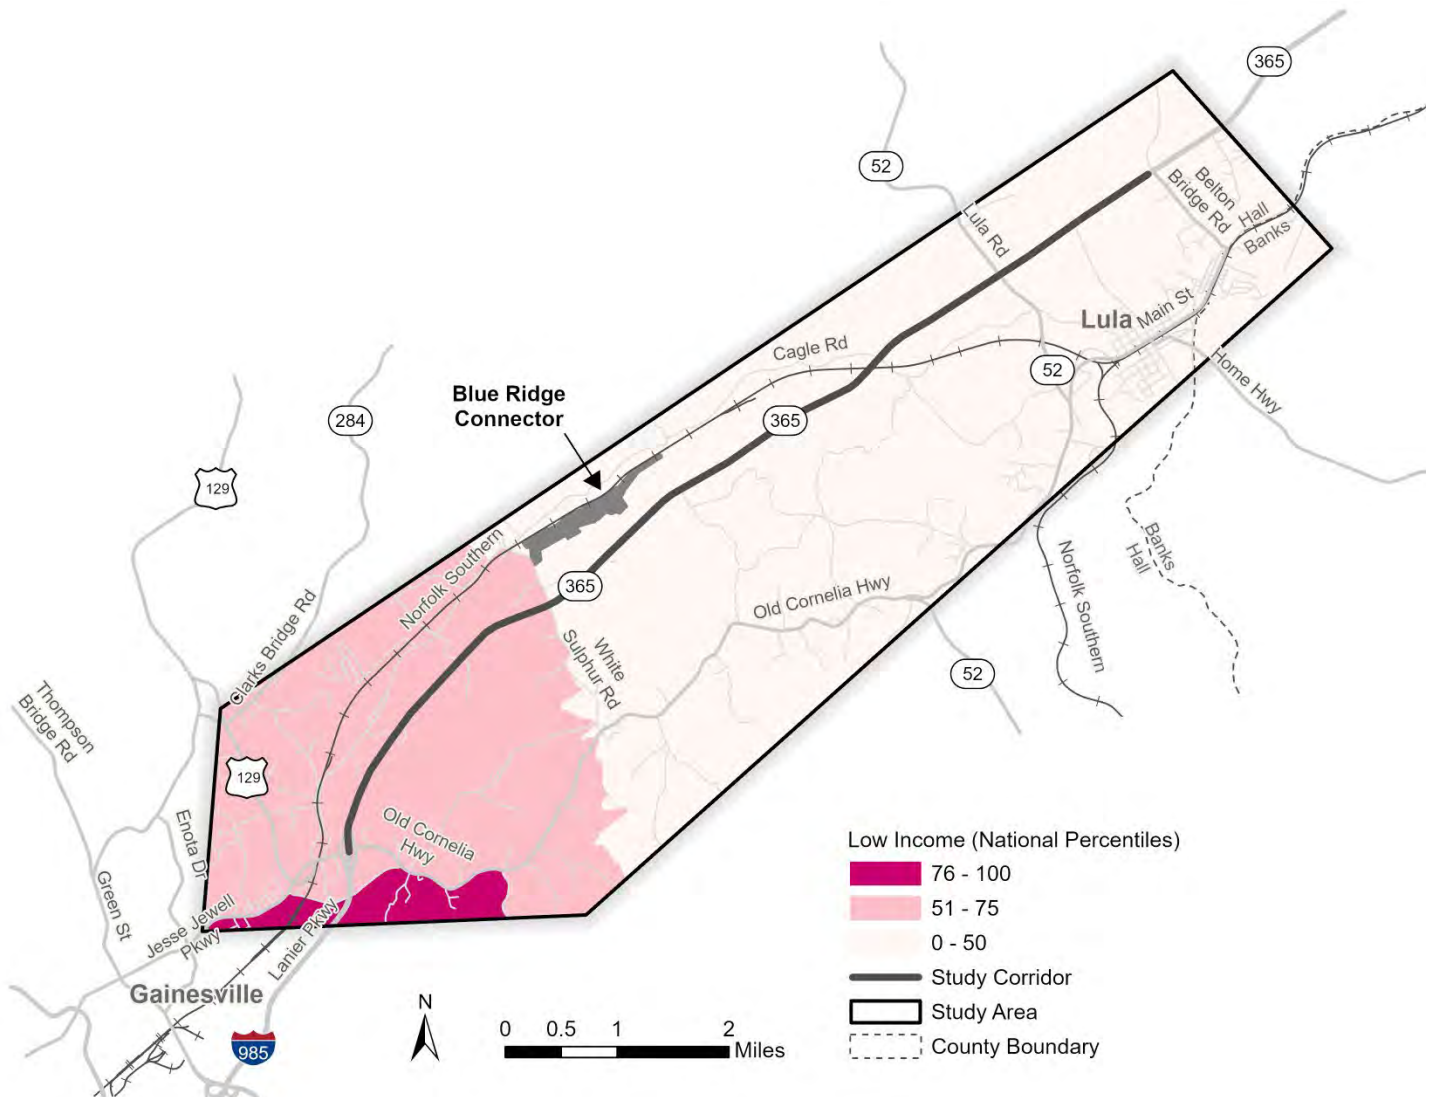 365
52
Belton
Bridge Rd
Hall
Banks
Lula Rd
Lula
Main St
Cagle Rd
52
Home Hwy
Blue Ridge
Connector
284
365
129
Norfolk Southern
Banks
Hall
365
Old Cornelia Hwy
Norfolk Southern
Clarks Bridge Rd
White
Sulphur Rd
52
Thompson
Bridge Rd
129
Enota Dr
Old Cornelia
Hwy
Green St
Jesse Jewell
Pkwy
Lanier Pkwy
Gainesville
985
N
0 0.5 1 2
Miles
Low Income (National Percentiles)
76 - 100
51 - 75
0 - 50
Study Corridor
Study Area
County Boundary